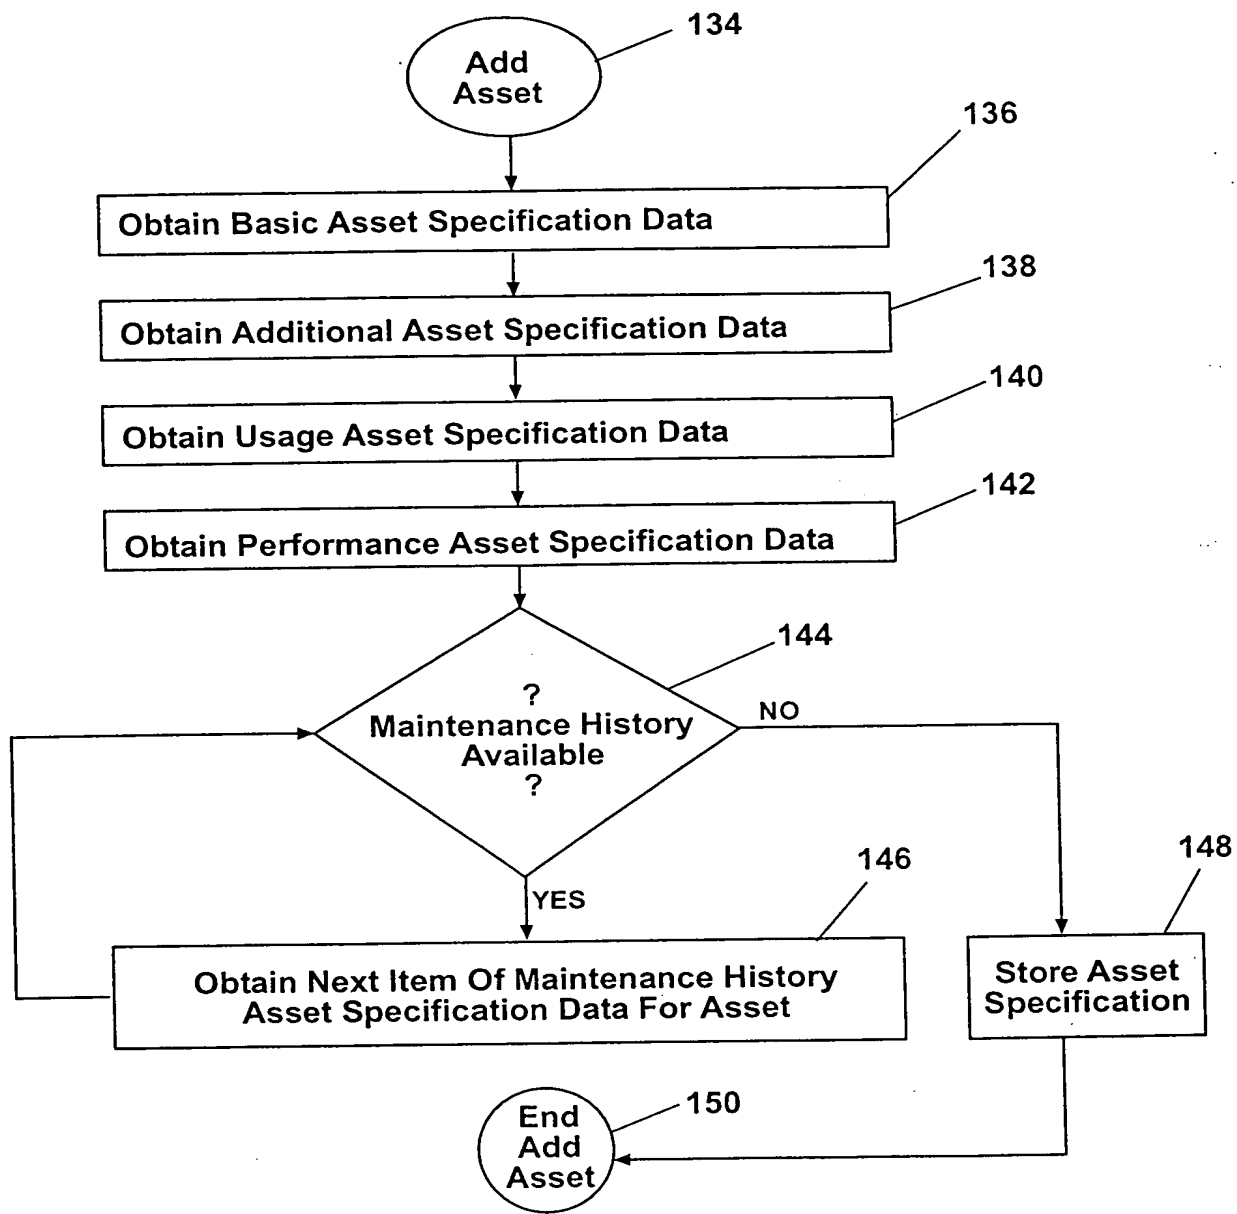 134
Add
Asset
136
Obtain Basic Asset Specification Data
138
Obtain Additional Asset Specification Data
140
Obtain Usage Asset Specification Data
142
Obtain Performance Asset Specification Data
144
?
Maintenance History
Available
?
NO
YES
146
148
Obtain Next Item Of Maintenance History
Asset Specification Data For Asset
Store Asset
Specification
150
End
Add
Asset